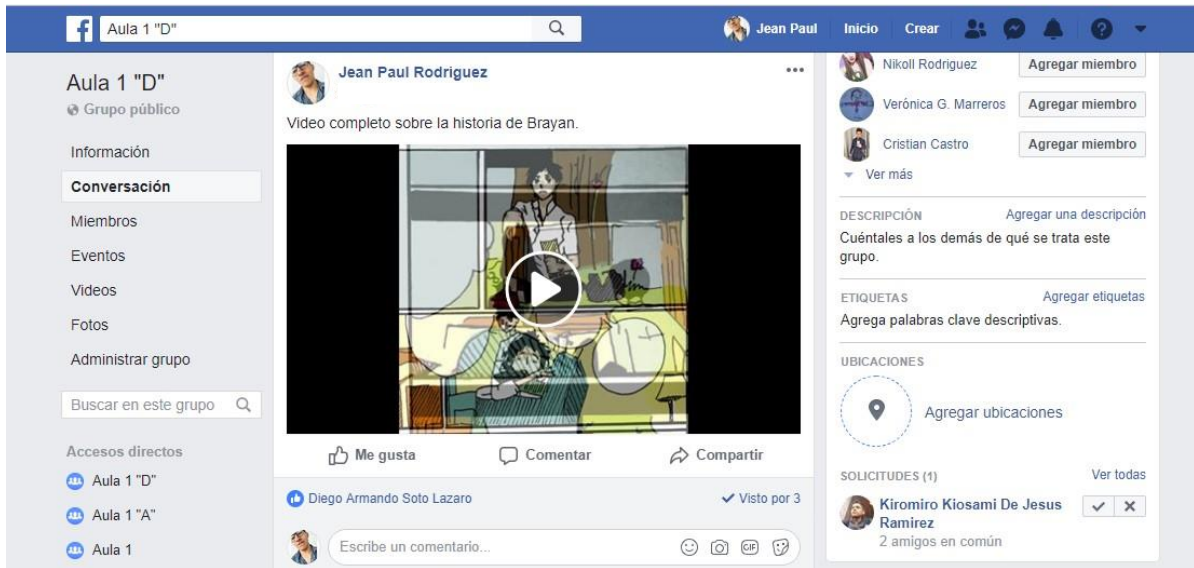 f
Aula 1 "D"
Jean Paul
Inicio
Crear
Aula 1 "D"
Grupo público
Información
Conversación
Miembros
Eventos
Videos
Fotos
Administrar grupo
Buscar en este grupo
Accesos directos
Aula 1 "D"
Aula 1 "A"
Aula 1
Jean Paul Rodriguez
Video completo sobre la historia de Brayan.
Me gusta
Comentar
Compartir
Diego Armando Soto Lazaro
Visto por 3
Escribe un comentario...
GIF
Nikoll Rodriguez
Agregar miembro
Verónica G. Marreros
Agregar miembro
Cristian Castro
Agregar miembro
Ver más
DESCRIPCIÓN
Agregar una descripción
Cuéntales a los demás de qué se trata este
grupo.
ETIQUETAS
Agregar etiquetas
Agrega palabras clave descriptivas.
UBICACIONES
Agregar ubicaciones
SOLICITUDES (1)
Ver todas
Kiromiro Kiosami De Jesus
Ramirez
2 amigos en común